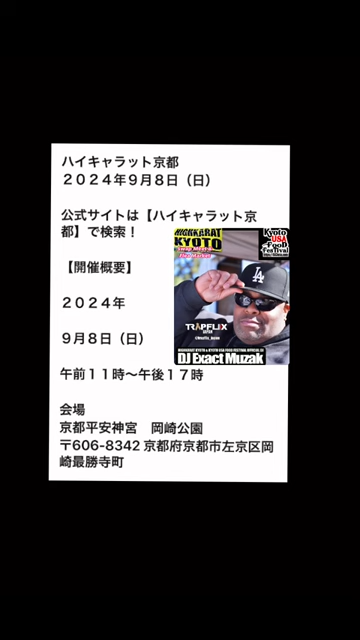 ハイキャラット京都
２０２４年９月８日（日）
公式サイトは【ハイキャラット京
都】で検索！
【開催概要】
２０２４年
９月８日（日）
午前１１時～午後１７時
会場
京都平安神宮　岡崎公園
〒606-8342 京都府京都市左京区岡
崎最勝寺町
HIGHKARAT
KYOTO
Kyoto
USA
FooD
Festival
LA
TRAPFLIX
DJ Exact Muzak